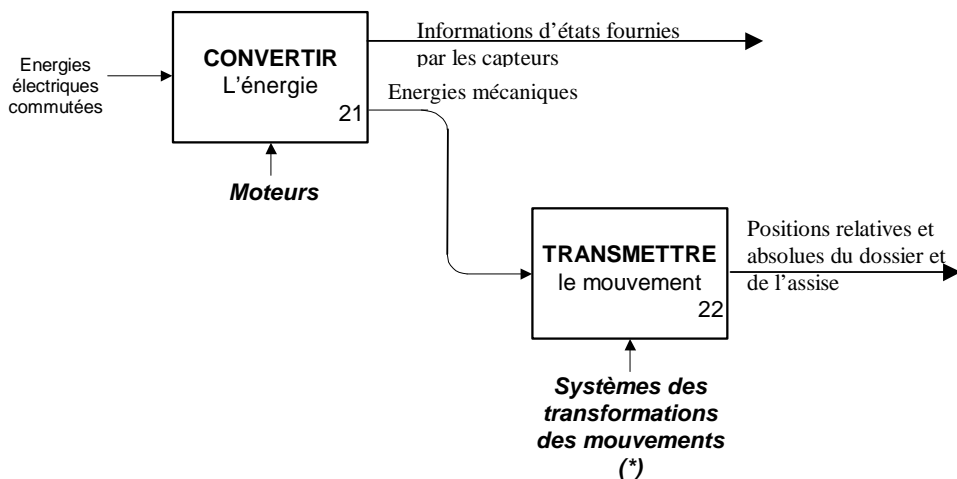 Energies
électriques
commutées
CONVERTIR
L'énergie
21
Moteurs
Informations d'états fournies
par les capteurs
Energies mécaniques
TRANSMETTRE
le mouvement
22
Systèmes des
transformations
des mouvements
(*)
Positions relatives et
absolues du dossier et
de l'assise